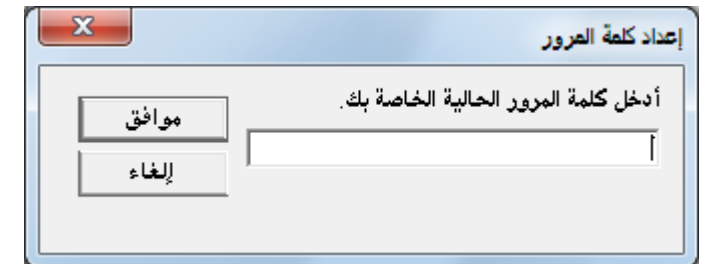 إعداد كلمة المرور
أدخل كلمة المرور الحالية الخاصة بك.
موافق
إلغاء